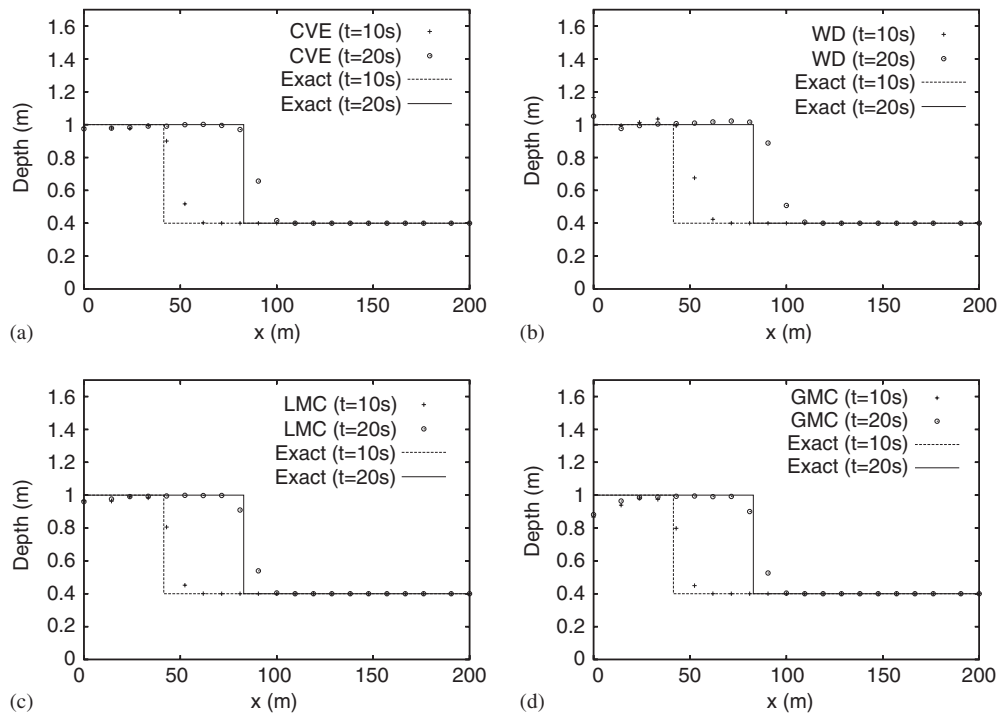 1.6
1.4
1.2
1
0.8
0.6
0.4
0.2
0
Depth (m)
CVE (t=10s)
CVE (t=20s)
Exact (t=10s)
Exact (t=20s)
0 50 100 150 200
x (m)
(a)
1.6
1.4
1.2
1
0.8
0.6
0.4
0.2
0
Depth (m)
WD (t=10s)
WD (t=20s)
Exact (t=10s)
Exact (t=20s)
0 50 100 150 200
x (m)
(b)
1.6
1.4
1.2
1
0.8
0.6
0.4
0.2
0
Depth (m)
LMC (t=10s)
LMC (t=20s)
Exact (t=10s)
Exact (t=20s)
0 50 100 150 200
x (m)
(c)
1.6
1.4
1.2
1
0.8
0.6
0.4
0.2
0
Depth (m)
GMC (t=10s)
GMC (t=20s)
Exact (t=10s)
Exact (t=20s)
0 50 100 150 200
x (m)
(d)